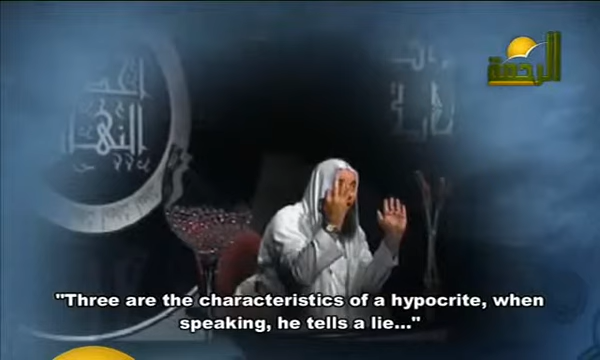 الرحمة
"Three are the characteristics of a hypocrite, when
speaking, he tells a lie..."